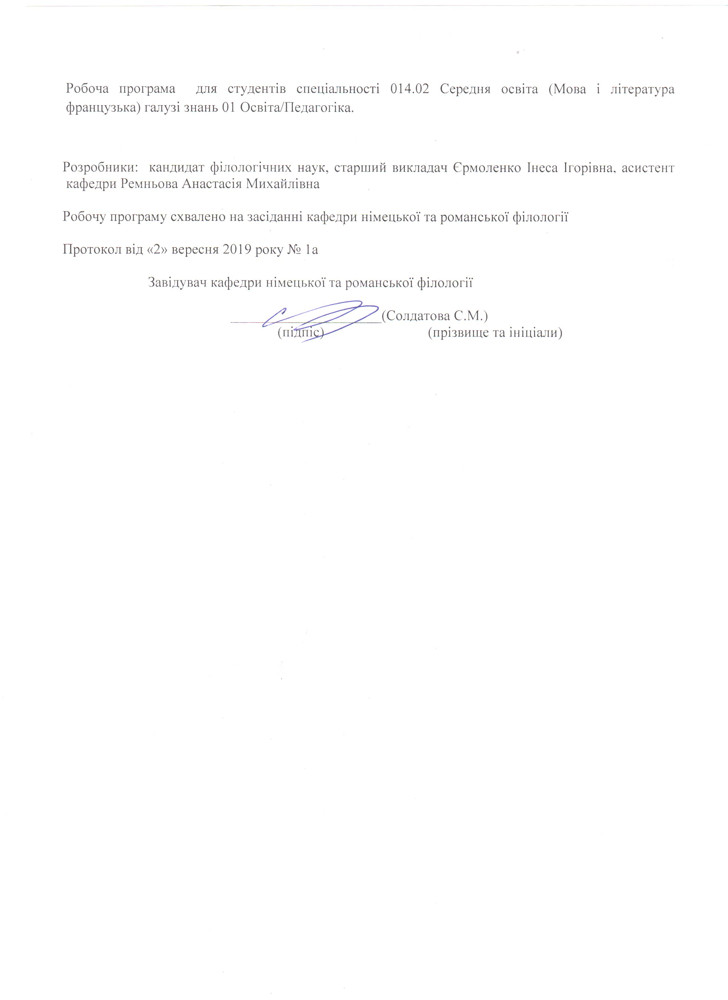 Робоча програма для студентів спеціальності 014.02 Середня освіта (Мова і література
французька) галузі знань 01 Освіта/Педагогіка.
Розробники: кандидат філологічних наук, старший викладач Єрмоленко Інеса Ігорівна, асистент
кафедри Ремньова Анастасія Михайлівна
Робочу програму схвалено на засіданні кафедри німецької та романської філології
Протокол від «2» вересня 2019 року № 1а
Завідувач кафедри німецької та романської філології
(Солдатова С.М.)
(підпіс) (прізвище та ініціали)